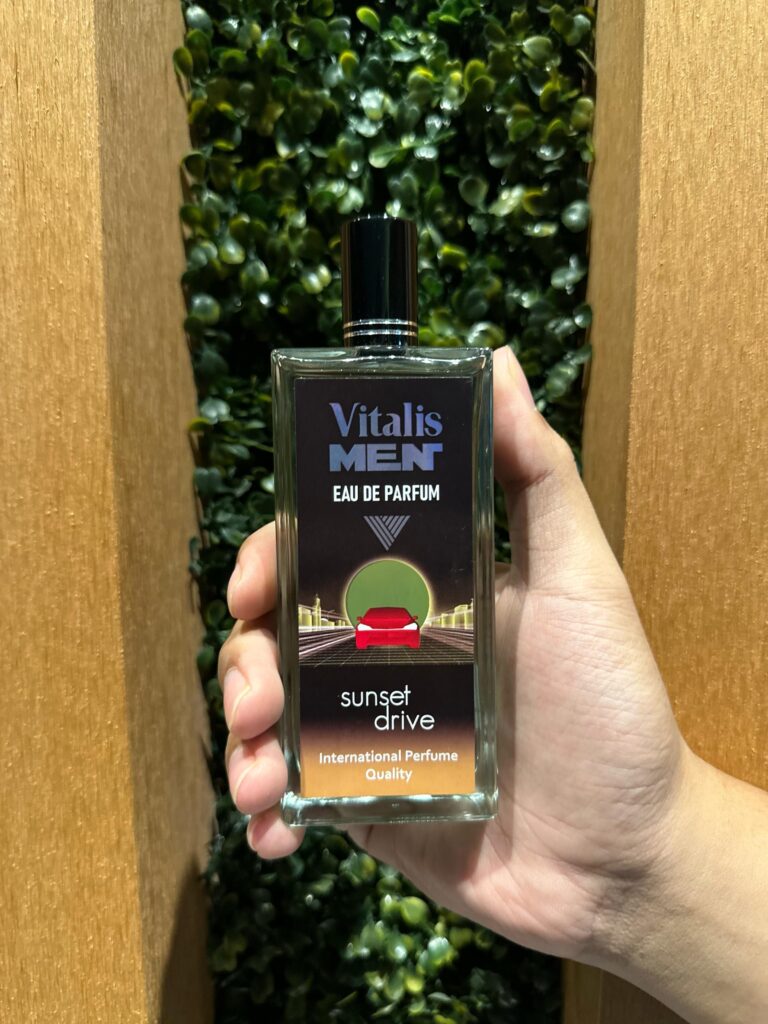 Vitalis
MEN
EAU DE PARFUM
sunset
drive
International Perfume
Quality